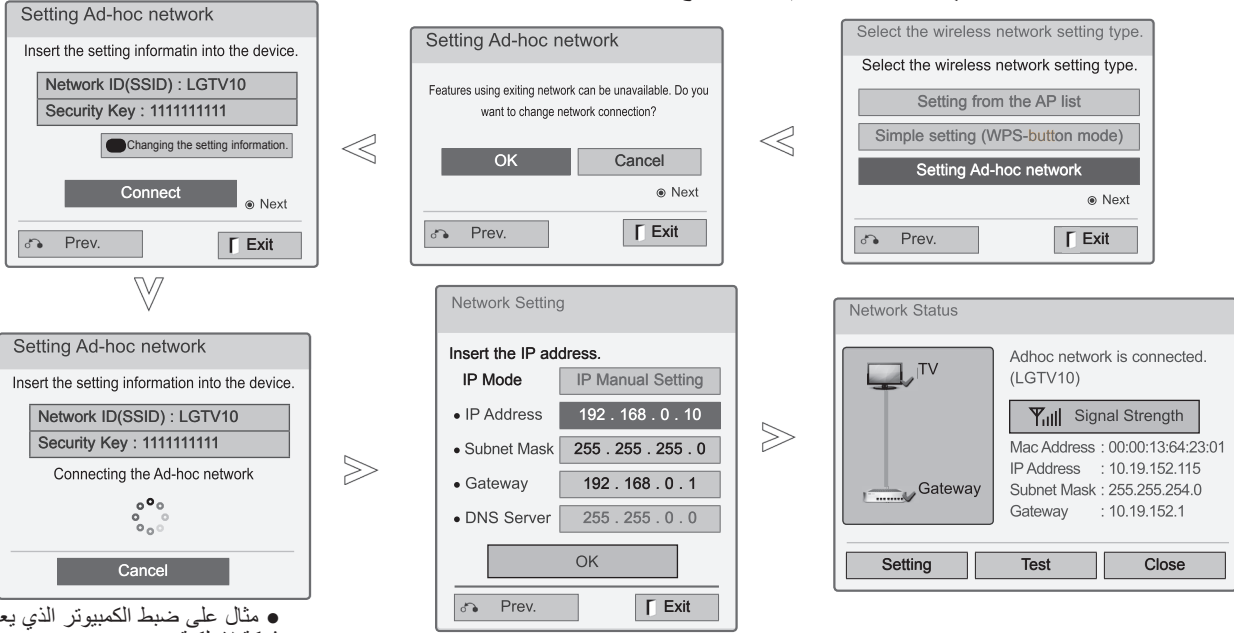 Select the wireless network setting type.
Select the wireless network setting type.
Setting from the AP list
Simple setting (WPS-button mode)
Setting Ad-hoc network
Next
Prev.
Exit
Setting Ad-hoc network
Features using exiting network can be unavailable. Do you
want to change network connection?
OK
Cancel
Next
Prev.
Exit
Setting Ad-hoc network
Insert the setting informatin into the device.
Network ID(SSID) : LGTV10
Security Key : 1111111111
Changing the setting information.
Connect
Next
Prev.
Exit
Setting Ad-hoc network
Insert the setting information into the device.
Network ID(SSID) : LGTV10
Security Key : 1111111111
Connecting the Ad-hoc network
Cancel
Network Setting
Insert the IP address.
IP Mode IP Manual Setting
• IP Address 192 . 168 . 0 . 10
• Subnet Mask 255 . 255 . 255 . 0
• Gateway 192 . 168 . 0 . 1
• DNS Server 255 . 255 . 0 . 0
OK
Prev.
Exit
Network Status
TV
Gateway
Adhoc network is connected.
(LGTV10)
Signal Strength
Mac Address : 00:00:13:64:23:01
IP Address : 10.19.152.115
Subnet Mask : 255.255.254.0
Gateway : 10.19.152.1
Setting
Test
Close
● مثال على ضبط الكمبيوتر الذي